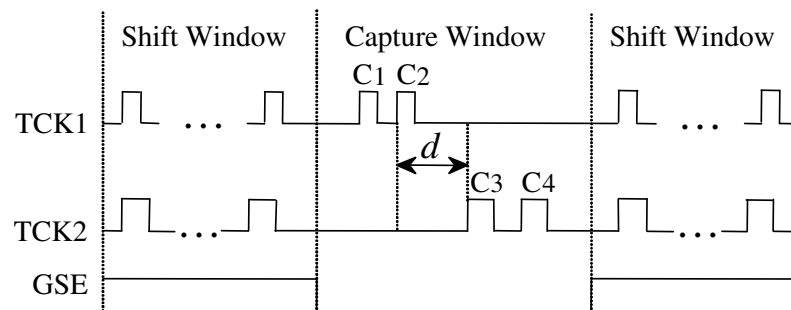 Shift Window Capture Window Shift Window
C1 C2
TCK1 ... ...
d
C3 C4
TCK2 ... ...
GSE